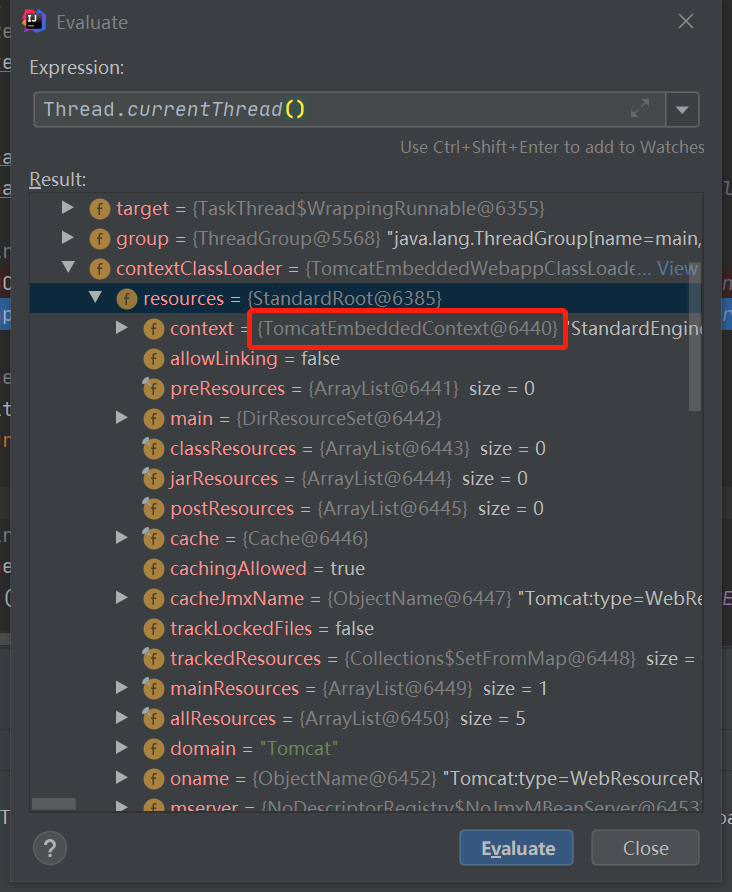 Evaluate
Expression:
Thread.currentThread()
Use Ctrl+Shift+Enter to add to Watches
Result:
target = {TaskThread$WrappingRunnable@6355}
group = {ThreadGroup@5568} "java.lang.ThreadGroup[name=main,
contextClassLoader = {TomcatEmbeddedWebappClassLoade... View
resources = {StandardRoot@6385}
context = {TomcatEmbeddedContext@6440} "StandardEngine
allowLinking = false
preResources = {ArrayList@6441} size = 0
main = {DirResourceSet@6442}
classResources = {ArrayList@6443} size = 0
jarResources = {ArrayList@6444} size = 0
postResources = {ArrayList@6445} size = 0
cache = {Cache@6446}
cachingAllowed = true
cacheJmxName = {ObjectName@6447} "Tomcat:type=WebRe
trackLockedFiles = false
trackedResources = {Collections$SetFromMap@6448} size =
mainResources = {ArrayList@6449} size = 1
allResources = {ArrayList@6450} size = 5
domain = "Tomcat"
oname = {ObjectName@6452} "Tomcat:type=WebResourceR
mserver = {NoDescriptorRegistry$NoJmxMBeanServer@6453
?
Evaluate
Close